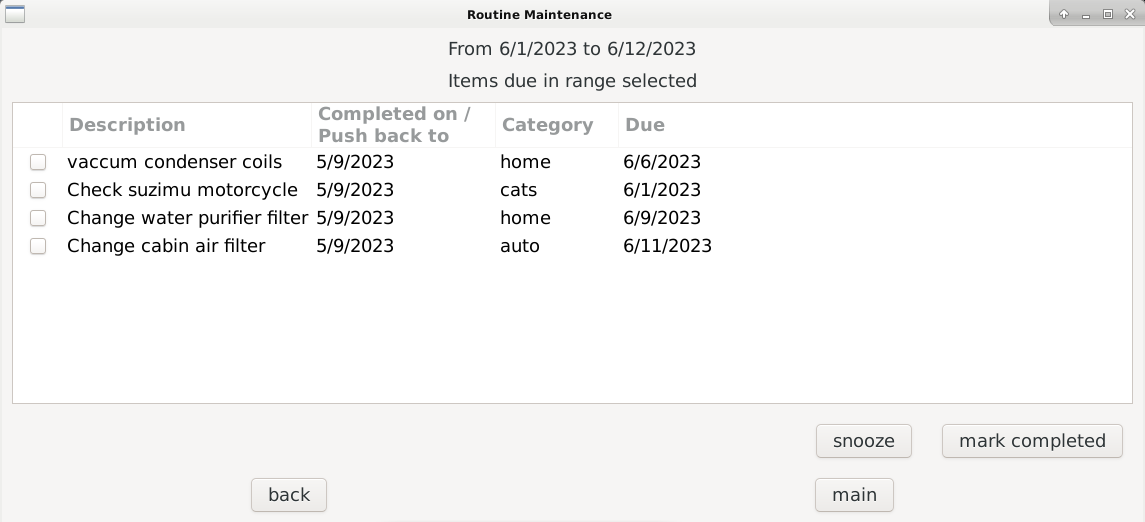 Routine Maintenance
From 6/1/2023 to 6/12/2023
Items due in range selected
Description Completed on / Push back to Category Due
vaccum condenser coils 5/9/2023 home 6/6/2023
Check suzimu motorcycle 5/9/2023 cats 6/1/2023
Change water purifier filter 5/9/2023 home 6/9/2023
Change cabin air filter 5/9/2023 auto 6/11/2023
snooze mark completed
back main